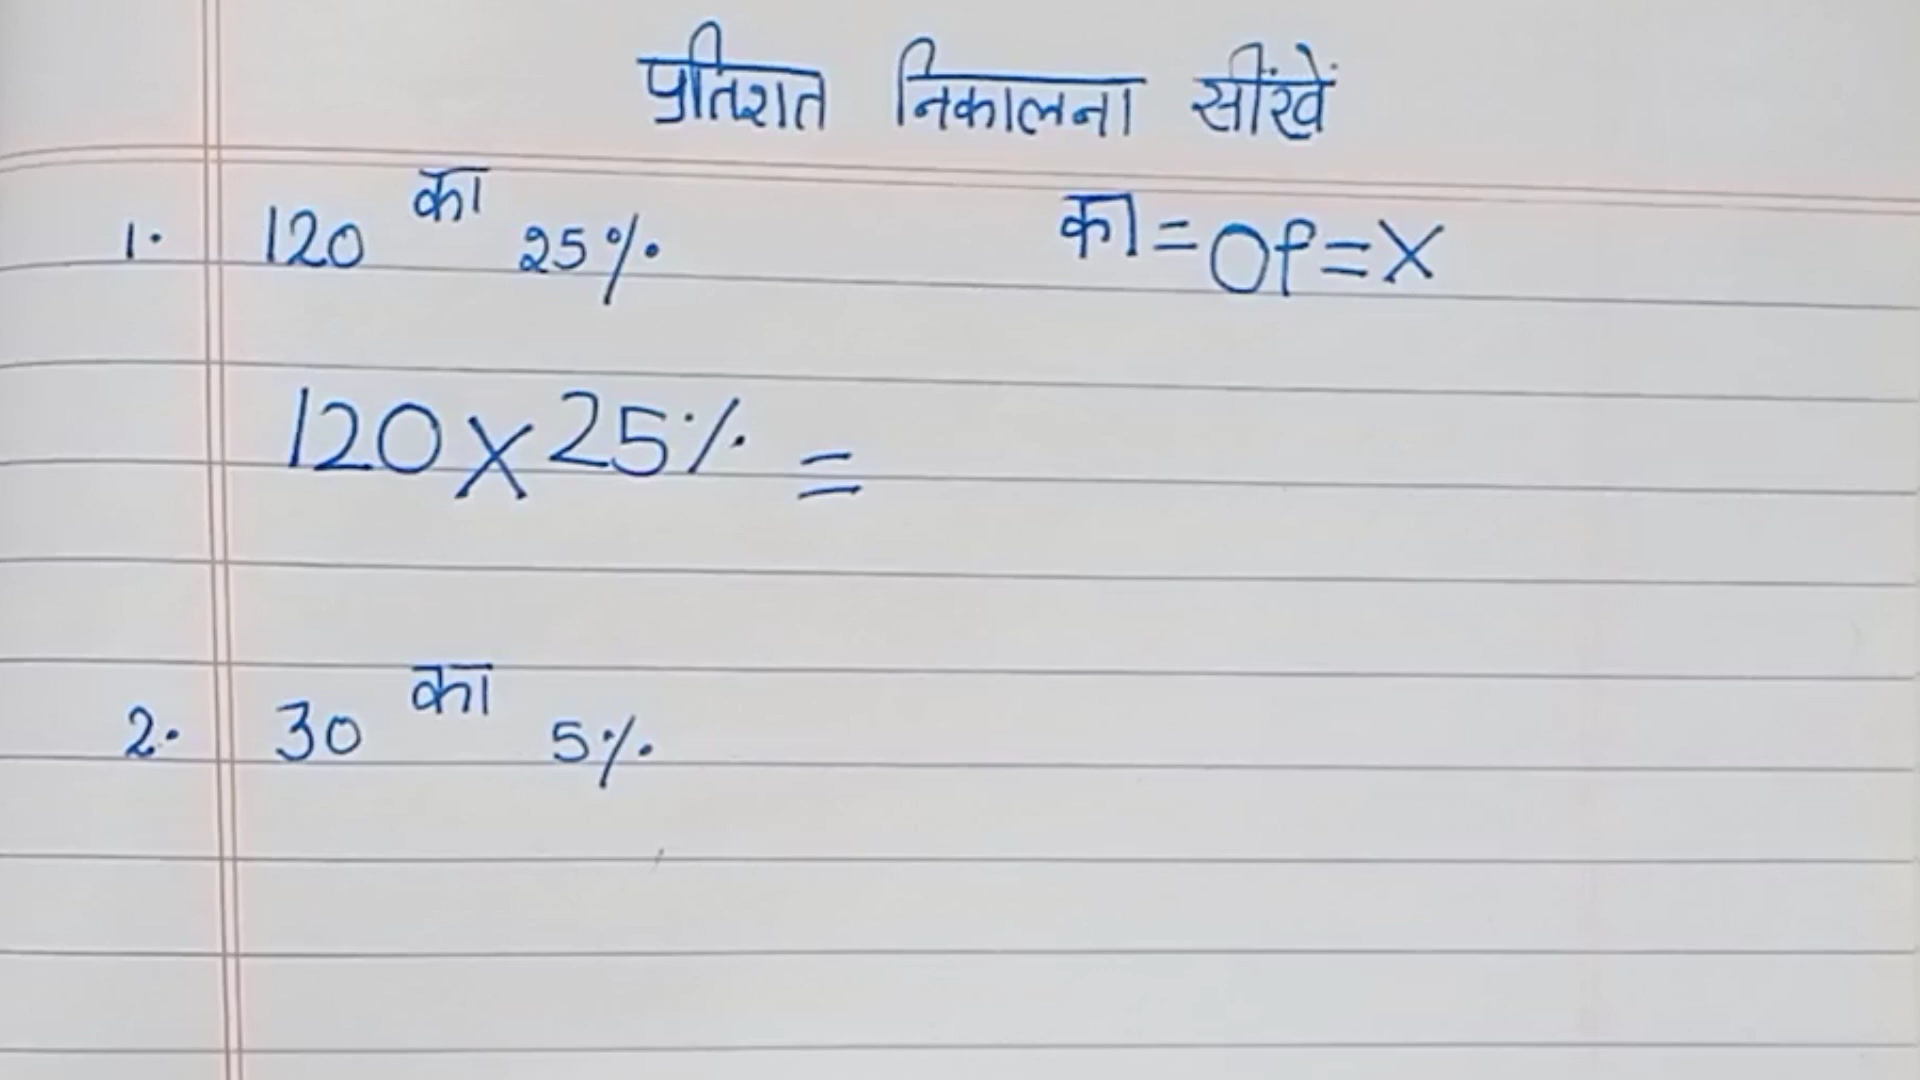 प्रतिशत निकालना सींखें
1. 120 का 25% का = Of = X
120 X 25% =
2. 30 का 5%